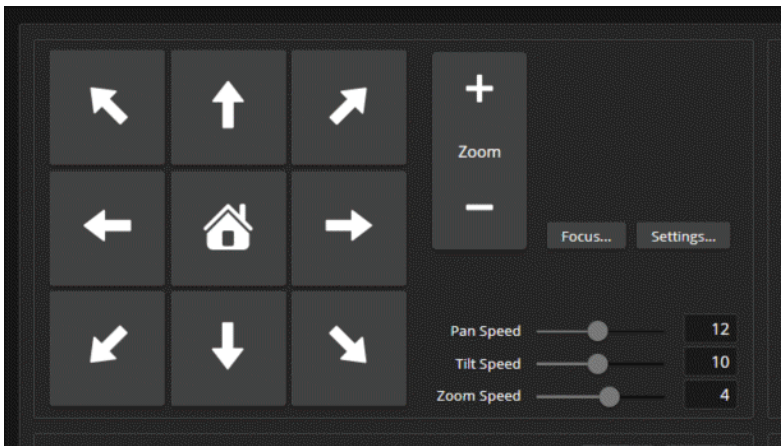 Zoom
Focus... Settings...
Pan Speed 12
Tilt Speed 10
Zoom Speed 4